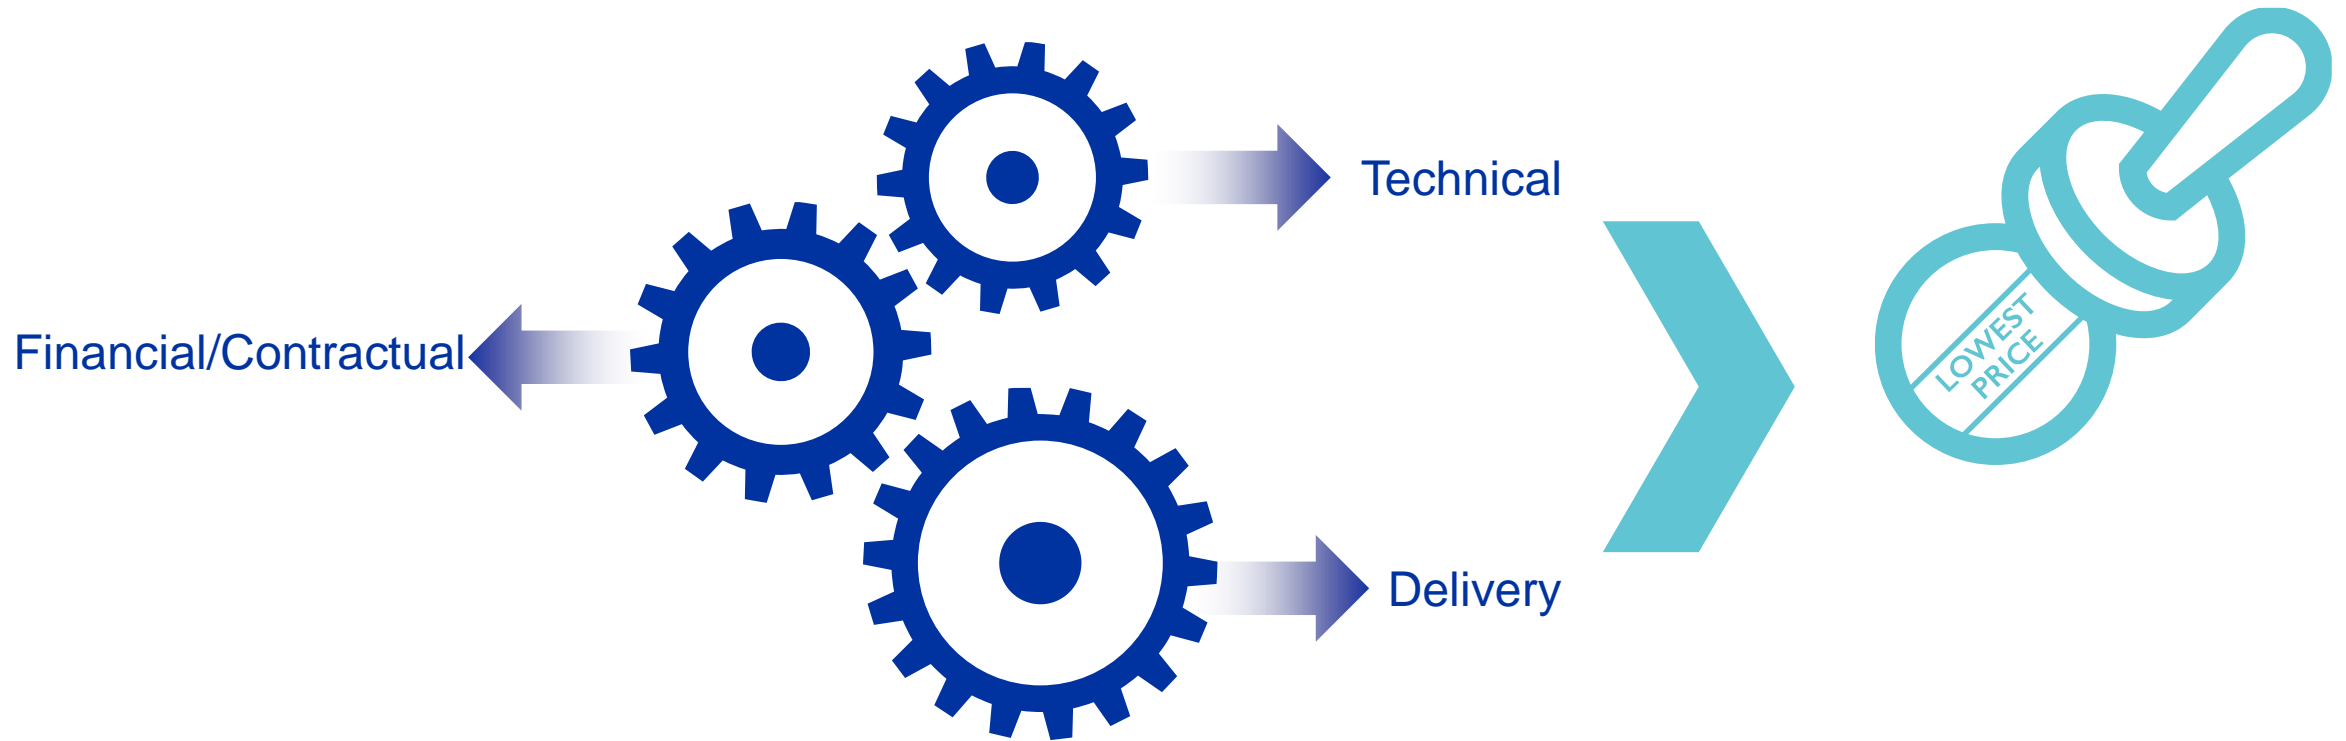 Technical
Financial/Contractual
Delivery
LOWEST
PRICE